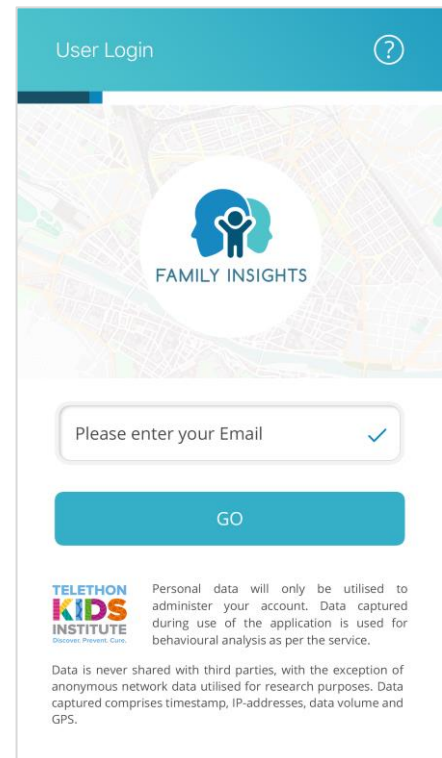 User Login
?
FAMILY INSIGHTS
Please enter your Email
GO
TELETHON
KIDS
INSTITUTE
Discover. Prevent. Cure.
Personal data will only be utilised to
administer your account. Data captured
during use of the application is used for
behavioural analysis as per the service.
Data is never shared with third parties, with the exception of
anonymous network data utilised for research purposes. Data
captured comprises timestamp, IP-addresses, data volume and
GPS.